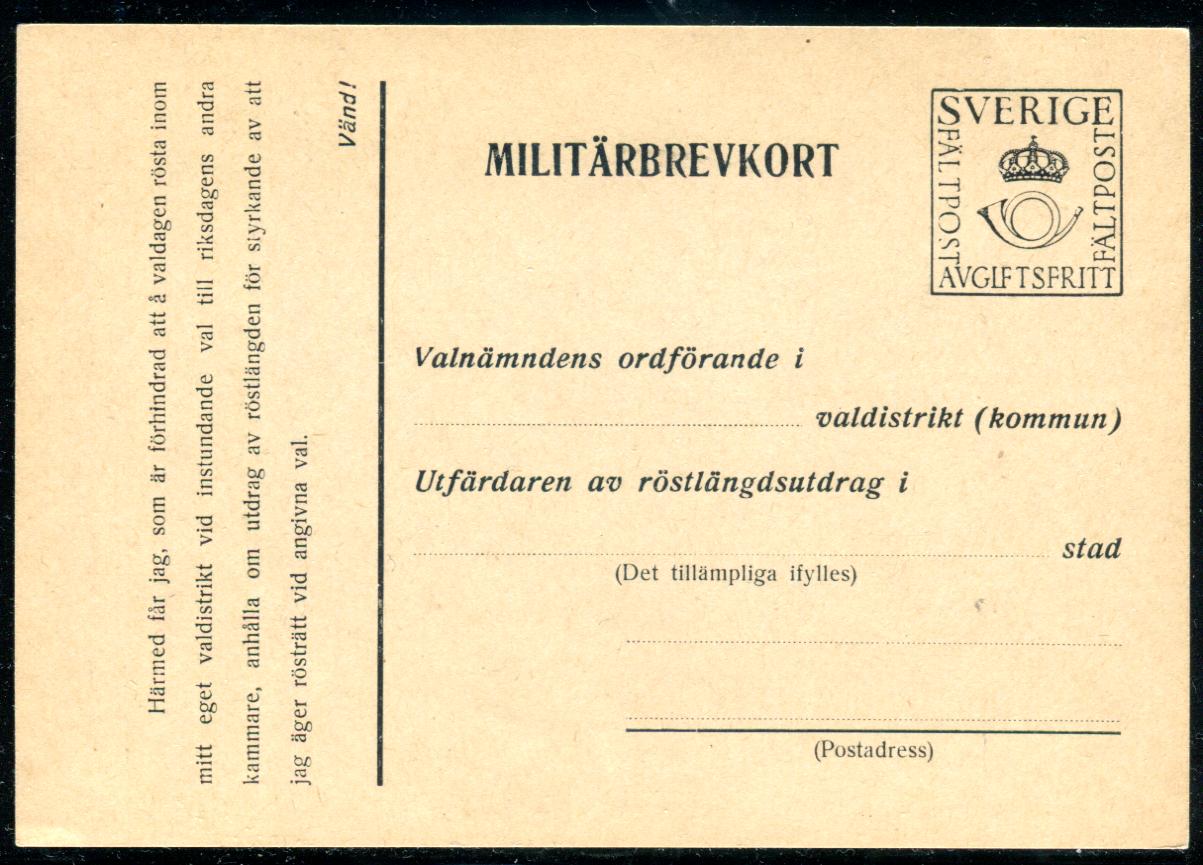 Härmed får jag, som är förhindrad att å valdagen rösta inom
mitt eget valdistrikt vid instundande val till riksdagens andra
kammare, anhålla om utdrag av röstlängden för styrkande av att
jag äger rösträtt vid angivna val.
Vänd!
MILITÄRBREVKORT
SVERIGE
FÄLTPOST
FÄLTPOST
AVGIFTSFRITT
Valnämndens ordförande i
valdistrikt (kommun)
Utfärdaren av röstlängdsutdrag i
stad
(Det tillämpliga ifylles)
(Postadress)